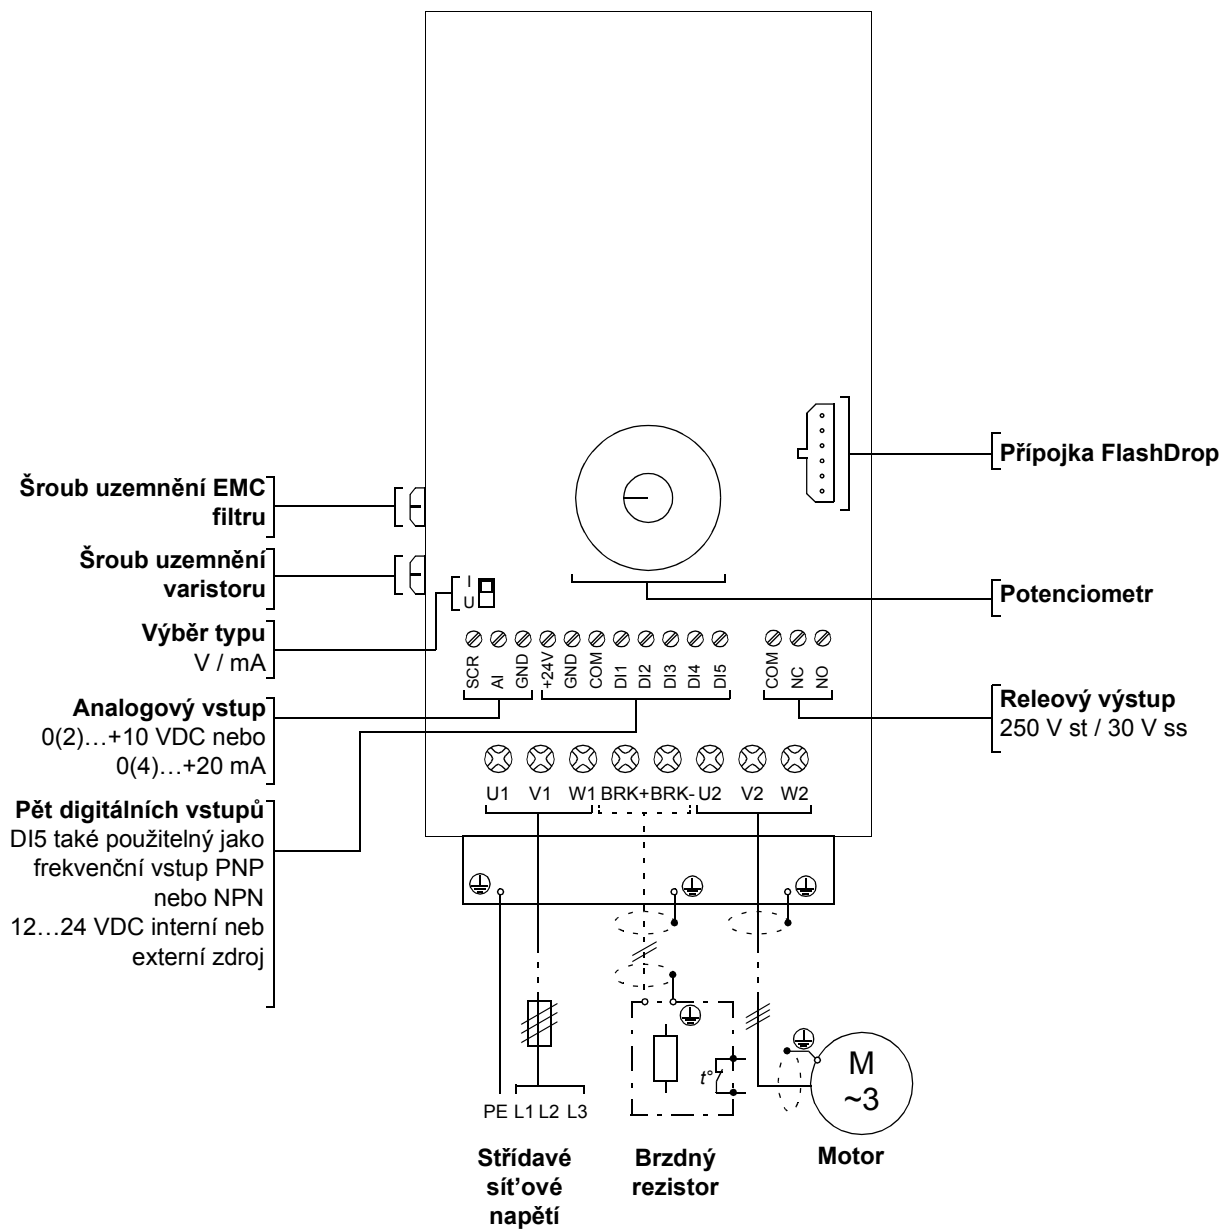 Šroub uzemnění EMC
filtru
Šroub uzemnění
varistoru
Výběr typu
V / mA
Analogový vstup
0(2)…+10 VDC nebo
0(4)…+20 mA
Pět digitálních vstupů
DI5 také použitelný jako
frekvenční vstup PNP
nebo NPN
12…24 VDC interní neb
externí zdroj
Přípojka FlashDrop
Potenciometr
Releový výstup
250 V st / 30 V ss
I
U
SCR
AI
GND
+24V
GND
COM
DI1
DI2
DI3
DI4
DI5
COM
NC
NO
U1 V1 W1 BRK+ BRK- U2 V2 W2
PE L1 L2 L3
t°
M
~3
Střídavé
síťové
napětí
Brzdný
rezistor
Motor